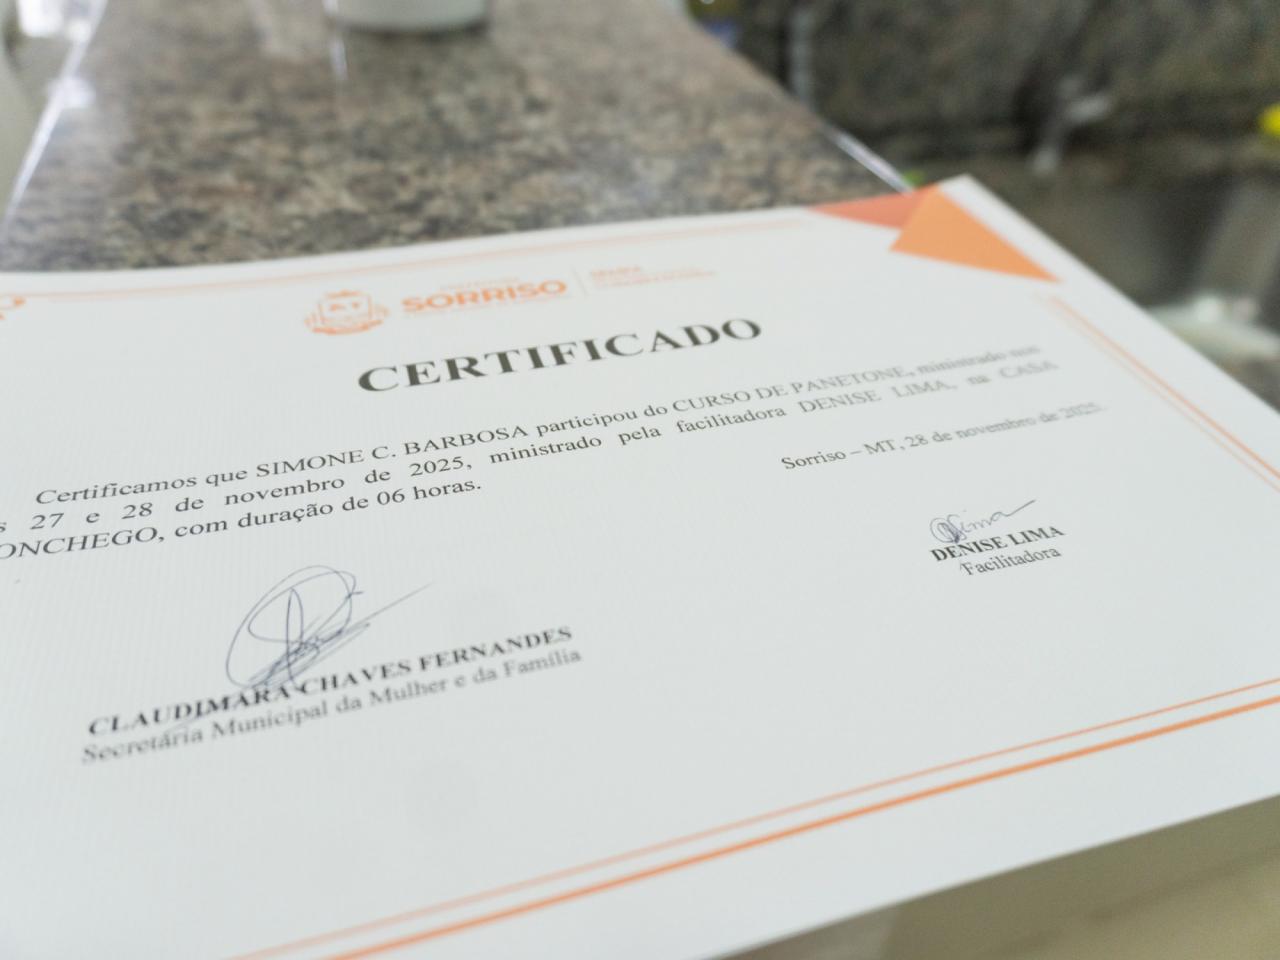 SORRISO
CERTIFICADO
Certificamos que SIMONE C. BARBOSA participou do CURSO DE PANETONE, ministrado nos
s 27 e 28 de novembro de 2025, ministrado pela facilitadora DENISE LIMA, na CASA
ONCHEGO, com duração de 06 horas.
Sorriso – MT, 28 de novembro de 2025.
DENISE LIMA
Facilitadora
CLAUDIMARA CHAVES FERNANDES
Secretária Municipal da Mulher e da Família